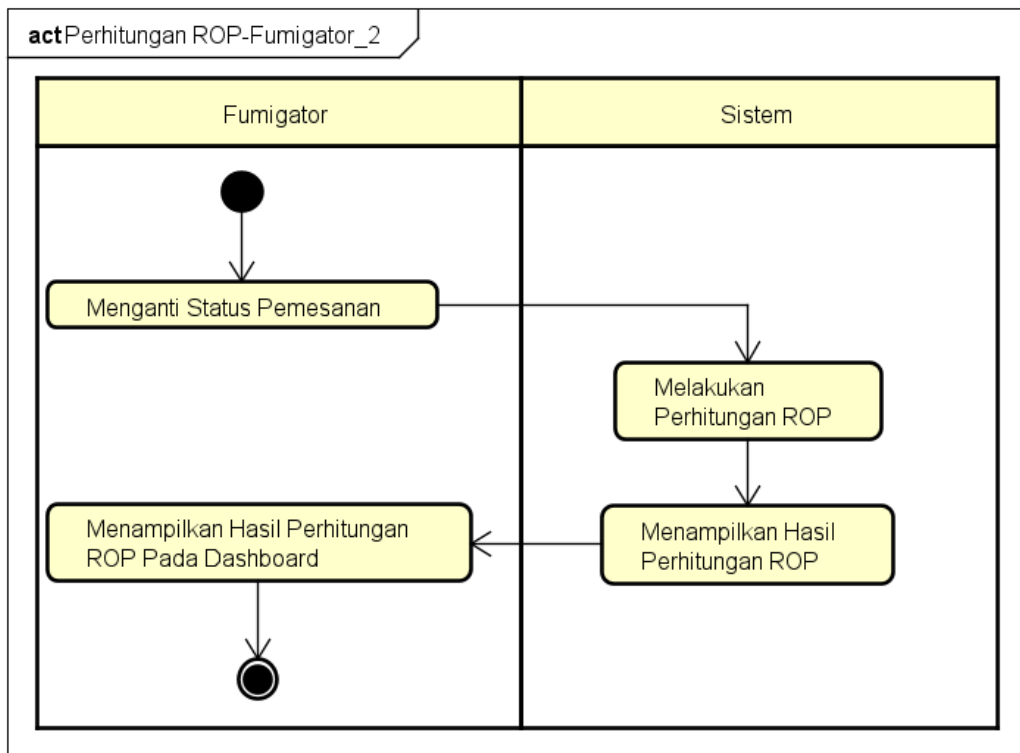 act Perhitungan ROP-Fumigator_2
Fumigator
Sistem
Menganti Status Pemesanan
Melakukan
Perhitungan ROP
Menampilkan Hasil
Perhitungan ROP
Menampilkan Hasil Perhitungan
ROP Pada Dashboard